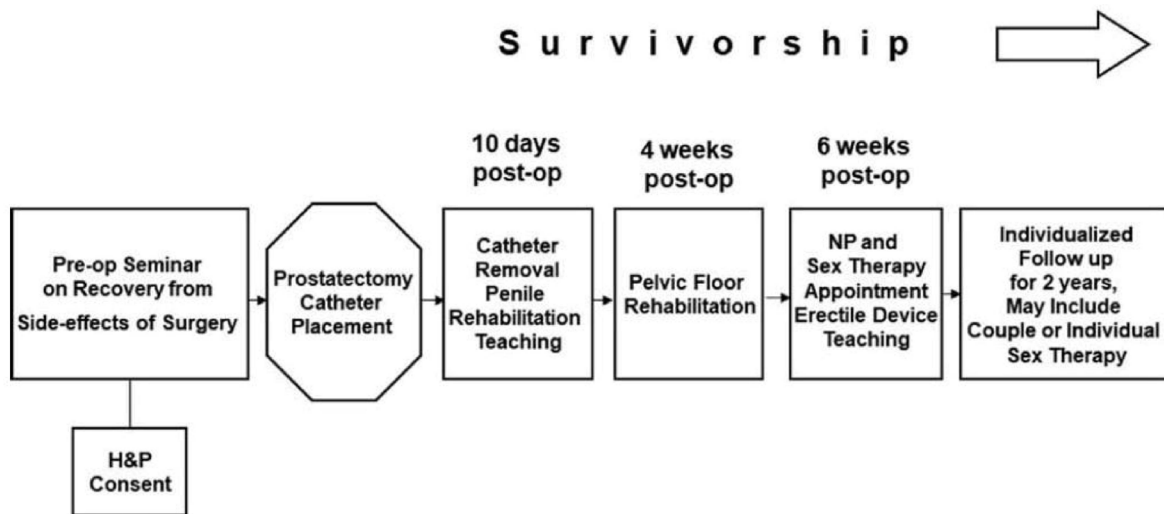 Survivorship
10 days
post-op
4 weeks
post-op
6 weeks
post-op
Pre-op Seminar
on Recovery from
Side-effects of Surgery
Prostatectomy
Catheter
Placement
Catheter
Removal
Penile
Rehabilitation
Teaching
Pelvic Floor
Rehabilitation
NP and
Sex Therapy
Appointment
Erectile Device
Teaching
Individualized
Follow up
for 2 years,
May Include
Couple or Individual
Sex Therapy
H&P
Consent